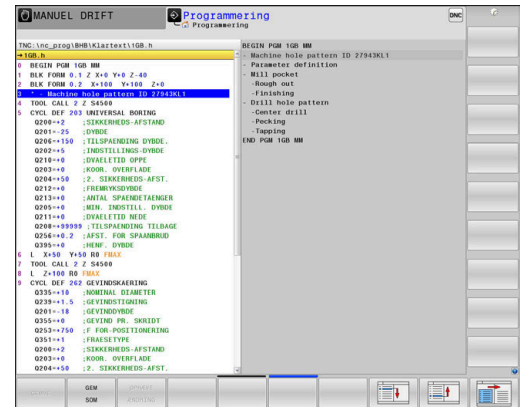 MANUEL DRIFT
Programmering
Programmering
DNC
TNC:\nc_prog\BHB\Klartext\1GB.h
→1GB.h
0 BEGIN PGM 1GB MM
1 BLK FORM 0.1 Z X+0 Y+0 Z-40
2 BLK FORM 0.2 X+100 Y+100 Z+0
3 * - Machine hole pattern ID 27943KL1
4 TOOL CALL 2 Z S4500
5 CYCL DEF 203 UNIVERSAL BORING
Q200=+2 ;SIKKERHEDS-AFSTAND
Q201=-25 ;DYBDE
Q206=+150 ;TILSPAENDING DYBDE.
Q202=+5 ;INDSTILLINGS-DYBDE
Q210=+0 ;DVAELETID OPPE
Q203=+0 ;KOOR. OVERFLADE
Q204=+50 ;2. SIKKERHEDS-AFST.
Q212=+0 ;FREMRYKSDYBDE
Q213=+0 ;ANTAL SPAENDETAENGER
Q205=+0 ;MIN. INDSTILL. DYBDE
Q211=+0 ;DVAELETID NEDE
Q208=+99999 ;TILSPAENDING TILBAGE
Q256=+0.2 ;AFST. FOR SPAANBRUD
Q395=+0 ;HENF. DYBDE
6 L X+50 Y+50 R0 FMAX
7 TOOL CALL 2 Z S4500
8 L Z+100 R0 FMAX
9 CYCL DEF 262 GEVINDSKAERING
Q335=+10 ;NOMINAL DIAMETER
Q239=+1.5 ;GEVINDSTIGNING
Q201=-18 ;GEVINDDYBDE
Q355=+0 ;GEVIND PR. SKRIDT
Q253=+750 ;F FOR-POSITIONERING
Q351=+1 ;FRAESETYPE
Q200=+2 ;SIKKERHEDS-AFSTAND
Q203=+0 ;KOOR. OVERFLADE
Q204=+50 ;2. SIKKERHEDS-AFST.
BEGIN PGM 1GB MM
- Machine hole pattern ID 27943KL1
- Parameter definition
- Mill pocket
-Rough out
-Finishing
- Drill hole pattern
-Center drill
-Pecking
-Tapping
END PGM 1GB MM
GEM
SOM